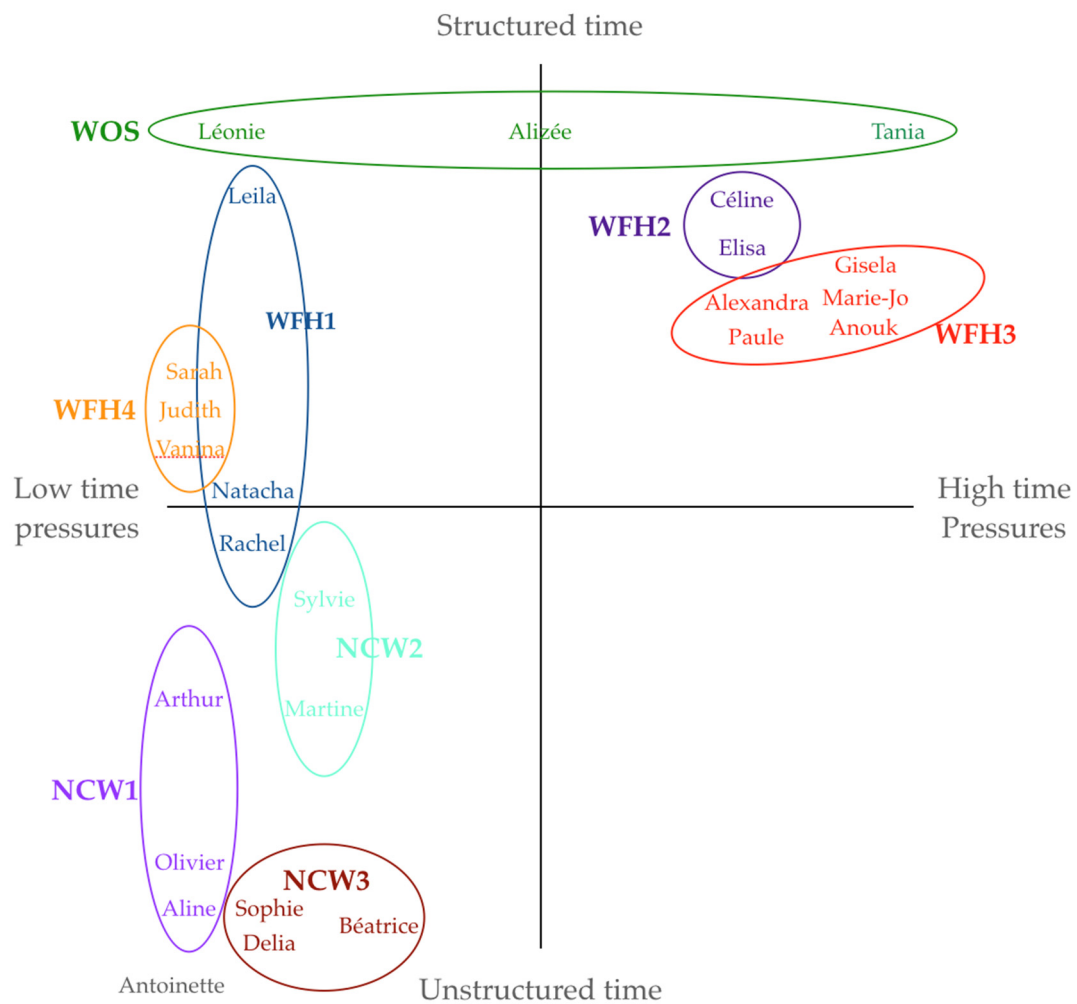 Structured time
WOS Léonie Alizée Tania
Leila
Céline
WFH2
Elisa
Gisela
Alexandra Marie-Jo
WFH1
Anouk
Paule WFH3
Sarah
WFH4 Judith
Vanina
Low time
pressures
Natacha
High time
Pressures
Rachel
Sylvie
NCW2
Arthur
Martine
NCW1
Olivier
NCW3
Aline Sophie
Béatrice
Delia
Antoinette
Unstructured time